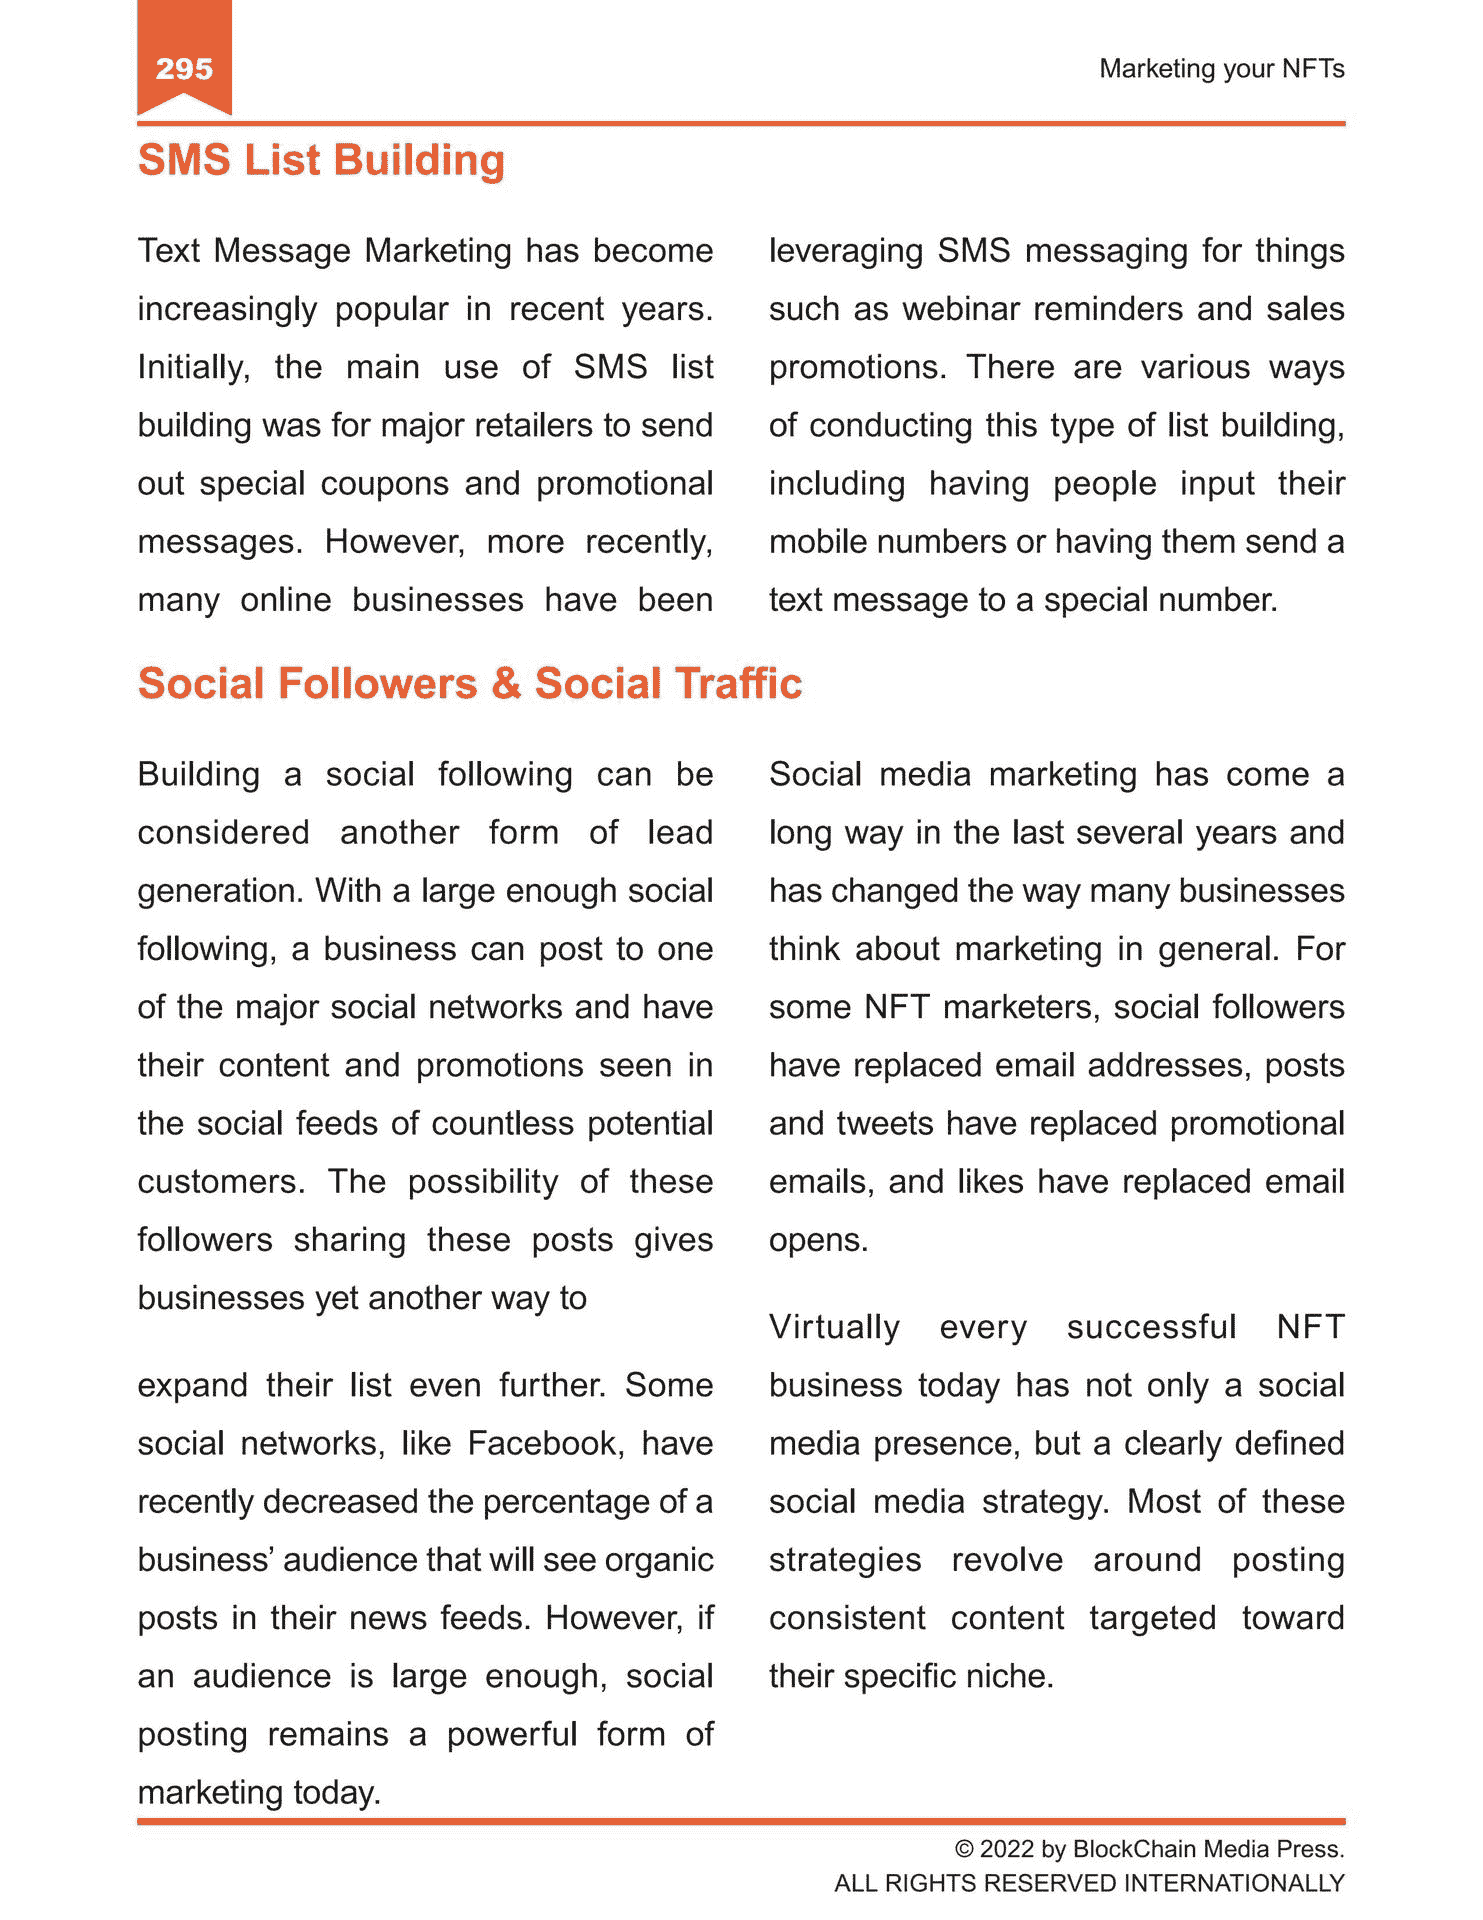 295
Marketing your NFTs
SMS List Building
Text Message Marketing has become
increasingly popular in recent years.
Initially, the main use of SMS list
building was for major retailers to send
out special coupons and promotional
messages. However, more recently,
many online businesses have been
leveraging SMS messaging for things
such as webinar reminders and sales
promotions. There are various ways
of conducting this type of list building,
including having people input their
mobile numbers or having them send a
text message to a special number.
Social Followers & Social Traffic
Building a social following can be
considered another form of lead
generation. With a large enough social
following, a business can post to one
of the major social networks and have
their content and promotions seen in
the social feeds of countless potential
customers. The possibility of these
followers sharing these posts gives
businesses yet another way to
expand their list even further. Some
social networks, like Facebook, have
recently decreased the percentage of a
business’ audience that will see organic
posts in their news feeds. However, if
an audience is large enough, social
posting remains a powerful form of
marketing today.
Social media marketing has come a
long way in the last several years and
has changed the way many businesses
think about marketing in general. For
some NFT marketers, social followers
have replaced email addresses, posts
and tweets have replaced promotional
emails, and likes have replaced email
opens.
Virtually every successful NFT
business today has not only a social
media presence, but a clearly defined
social media strategy. Most of these
strategies revolve around posting
consistent content targeted toward
their specific niche.
© 2022 by BlockChain Media Press.
ALL RIGHTS RESERVED INTERNATIONALLY